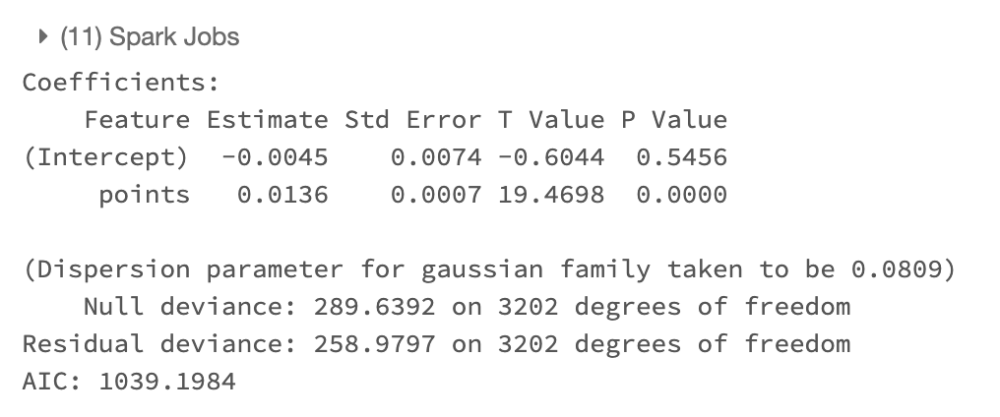 (11) Spark Jobs
Coefficients:
Feature Estimate Std Error T Value P Value
(Intercept) -0.0045 0.0074 -0.6044 0.5456
points 0.0136 0.0007 19.4698 0.0000
(Dispersion parameter for gaussian family taken to be 0.0809)
Null deviance: 289.6392 on 3202 degrees of freedom
Residual deviance: 258.9797 on 3202 degrees of freedom
AIC: 1039.1984